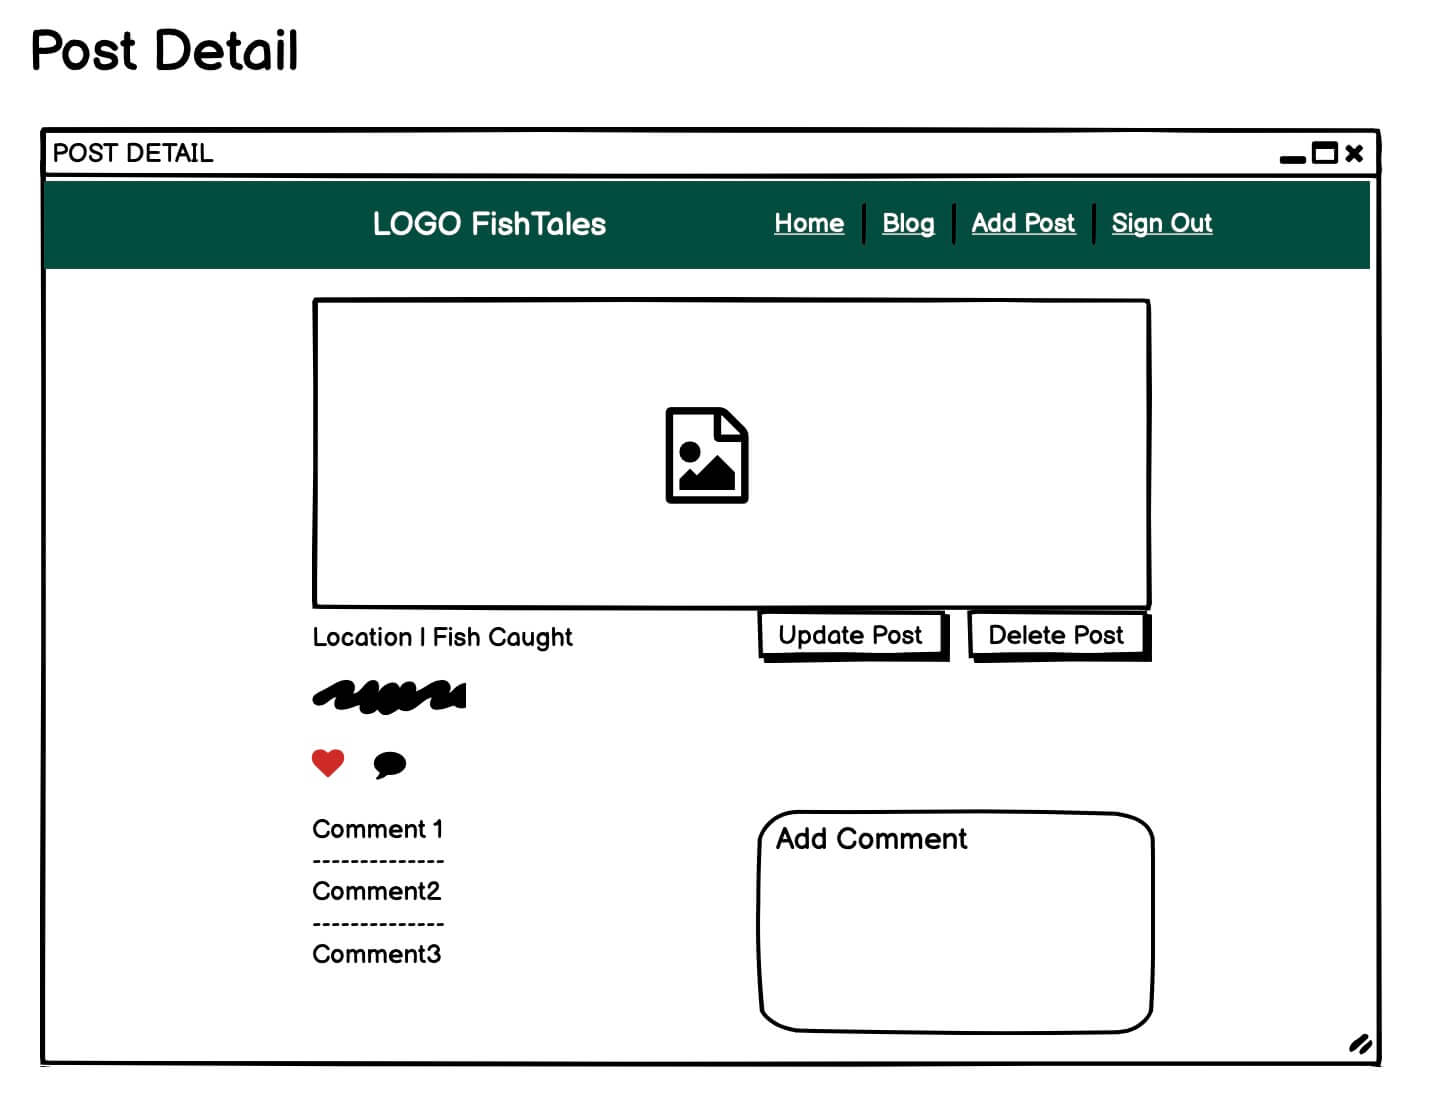 Post Detail
POST DETAIL
LOGO FishTales
Home | Blog | Add Post | Sign Out
Location | Fish Caught
Update Post
Delete Post
Comment 1
--------------
Comment2
--------------
Comment3
Add Comment